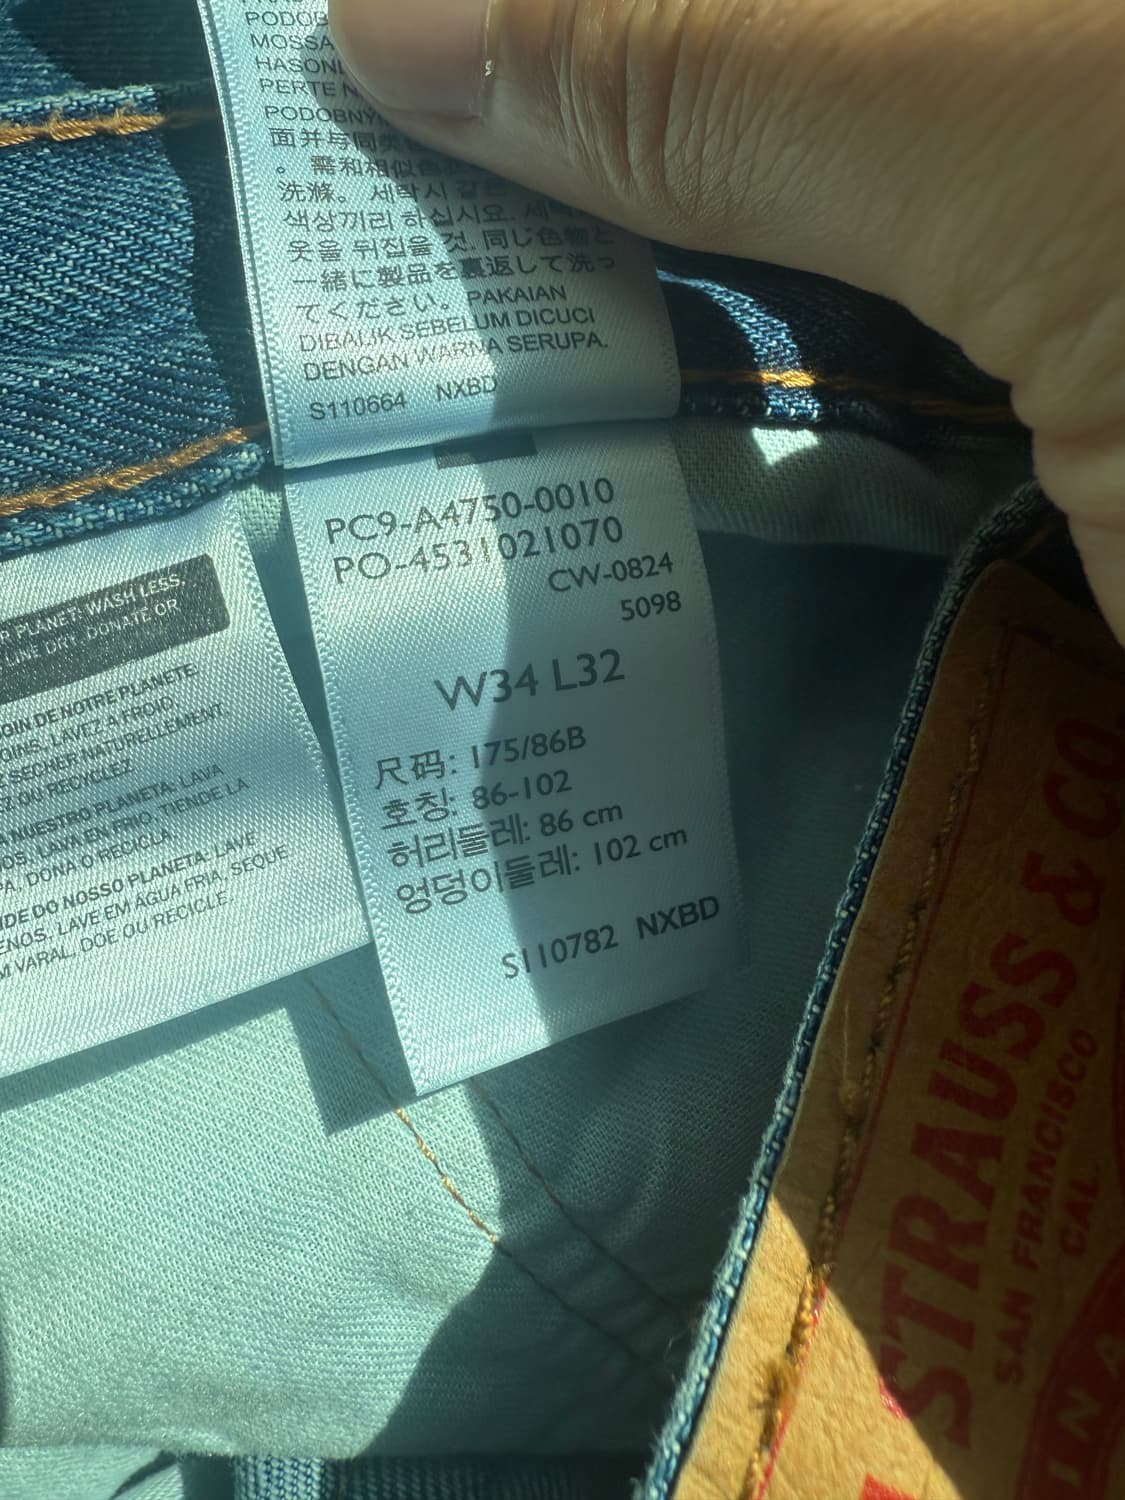 PODOB
MOSSA
HASONL
PERTE N
PODOBNÝ
面并与同类
。需和相似色
洗滌。 세탁시 같은
색상끼리 하십시요. 세탁
옷을 뒤집을 것. 同じ色物と
一緒に製品を裏返して洗っ
てください。PAKAIAN
DIBALIK SEBELUM DICUCI
DENGAN WARNA SERUPA.
S110664 NXBD
PC9-A4750-0010
PO-4531021070
CW-0824
5098
W34 L32
尺码: 175/86B
호칭: 86-102
허리둘레: 86 cm
엉덩이둘레: 102 cm
S110782 NXBD
R PLANET: WASH LESS,
LINE DRY, DONATE OR
OIN DE NOTRE PLANÈTE:
OINS, LAVEZ À FROID,
SÉCHER NATURELLEMENT,
Z OU RECYCLEZ
NUESTRO PLANETA: LAVA
OS, LAVA EN FRÍO, TIENDE LA
PA, DONA O RECICLA
IDE DO NOSSO PLANETA: LAVE
ENOS, LAVE EM ÁGUA FRIA, SEQUE
M VARAL, DOE OU RECICLE.
STRAUSS & CO
SAN FRANCISCO
CAL